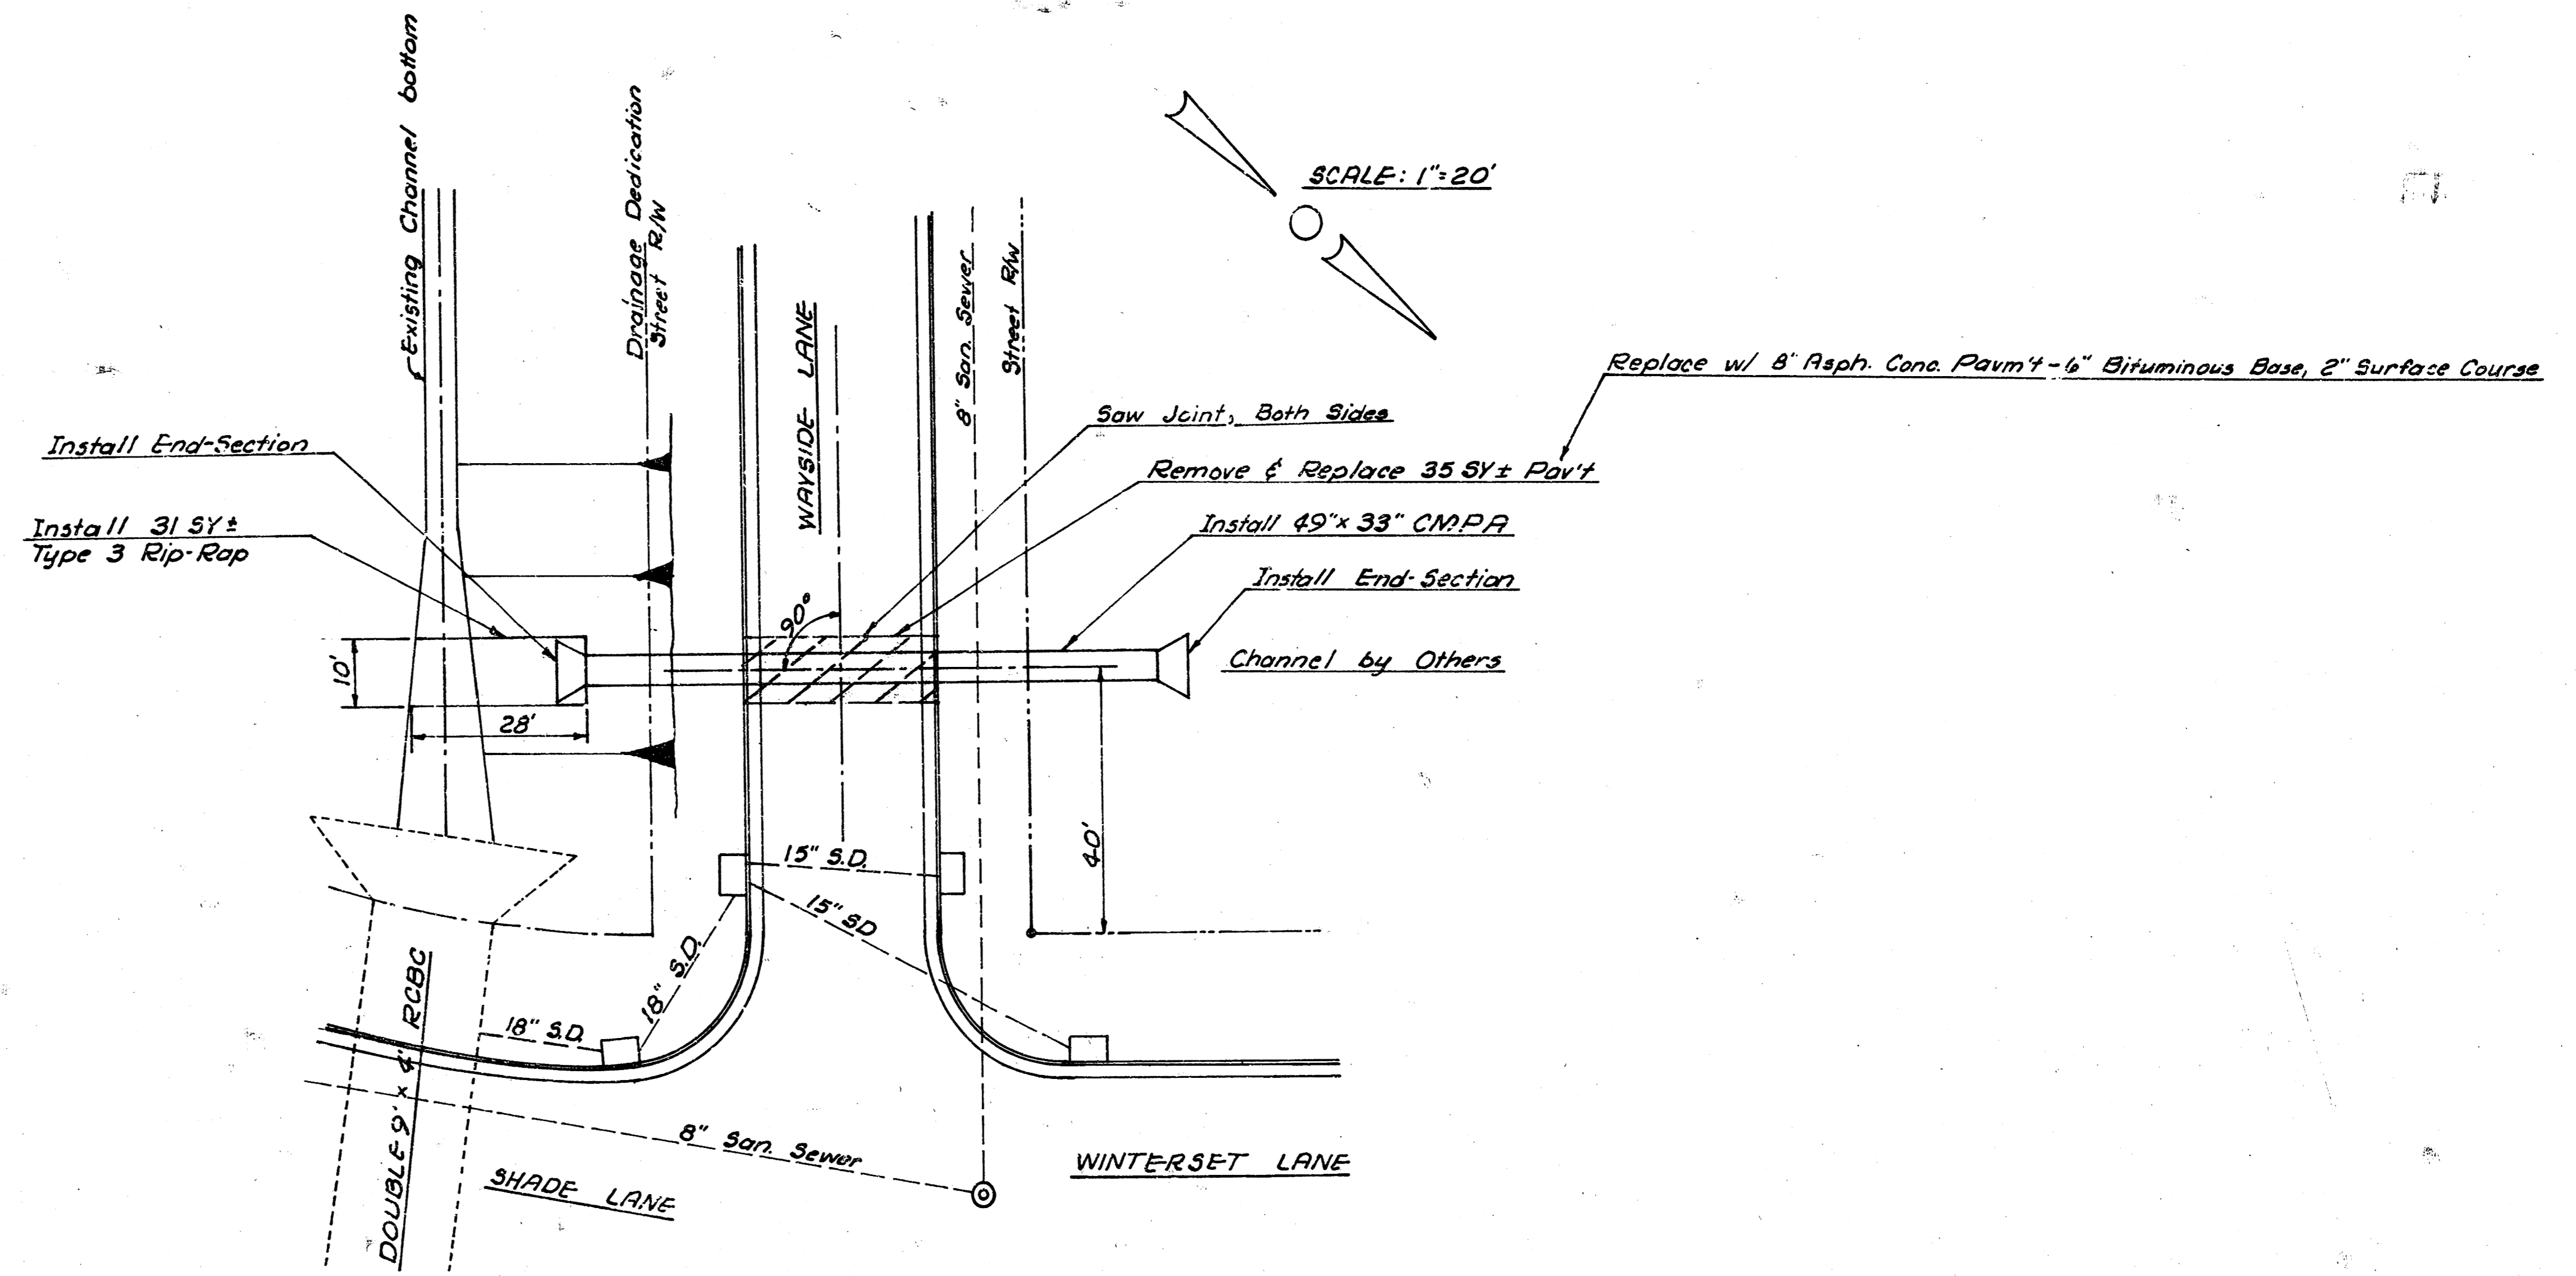 Existing Channel bottom
Drainage Dedication
Street R/W
WAYSIDE LANE
8" San. Sewer
Street R/W
SCALE: 1"=20'
Replace w/ 8" Asph. Conc. Pavm't-6" Bituminous Base, 2" Surface Course
Saw Joint, Both Sides
Remove & Replace 35 SY± Pav't
Install 49"x 33" CMPA
Install End-Section
Channel by Others
Install End-Section
Install 31 SY±
Type 3 Rip-Rap
90°
10'
28'
40'
15" S.D.
15" SD
18" S.D.
18" S.D.
DOUBLE 9' x 4' RCBC
8" San. Sewer
SHADE LANE
WINTERSET LANE